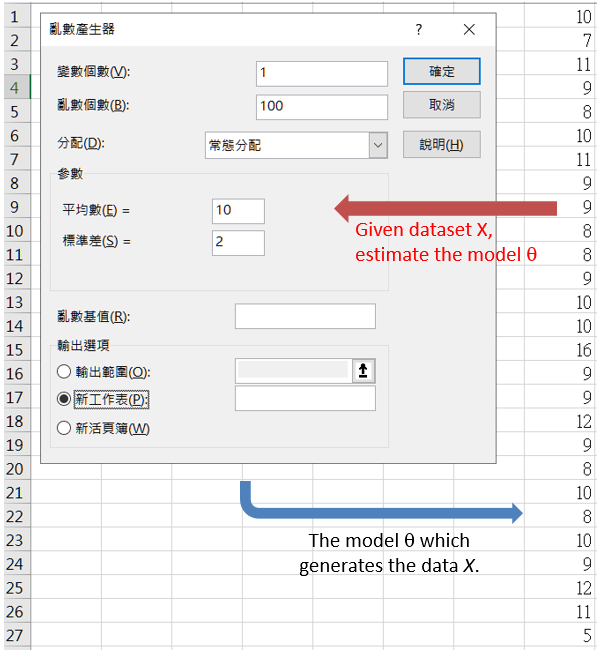 亂數產生器
? ×
變數個數(V): 1 確定
亂數個數(B): 100 取消
分配(D): 常態分配 說明(H)
參數
平均數(E) = 10
標準差(S) = 2
亂數基值(R):
輸出選項
輸出範圍(O):
新工作表(P):
新活頁簿(W)
Given dataset X,
estimate the model θ
The model θ which
generates the data X.
1 10
2 7
3 11
4 9
5 8
6 10
7 11
8 9
9 9
10 8
11 8
12 9
13 10
14 10
15 16
16 9
17 9
18 12
19 9
20 8
21 10
22 8
23 10
24 9
25 12
26 11
27 5